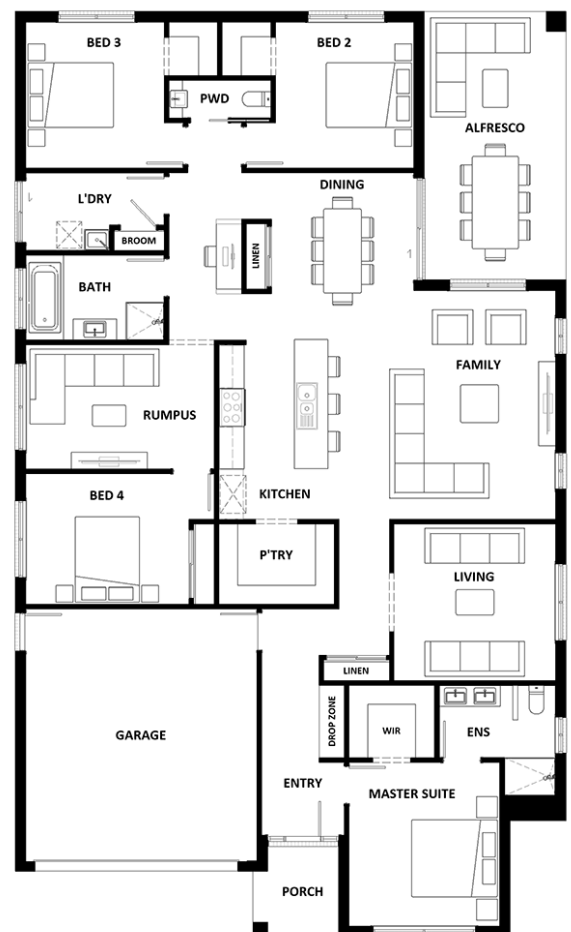 BED 3
BED 2
PWD
ALFRESCO
L'DRY
DINING
BROOM
LINEN
BATH
FAMILY
RUMPUS
KITCHEN
BED 4
P'TRY
LIVING
LINEN
DROP ZONE
WIR
ENS
GARAGE
ENTRY
MASTER SUITE
PORCH